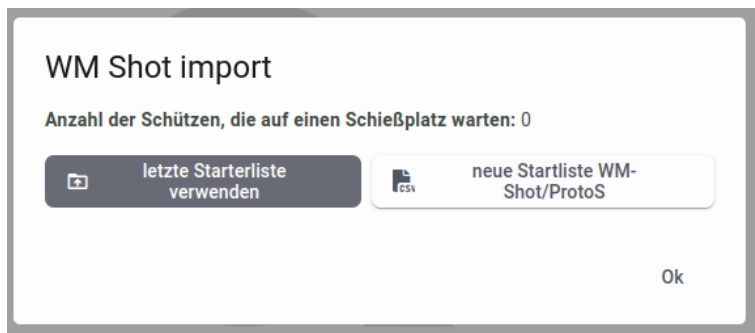 WM Shot import
Anzahl der Schützen, die auf einen Schießplatz warten: 0
letzte Starterliste
verwenden
CSV
neue Startliste WM-
Shot/ProtoS
Ok